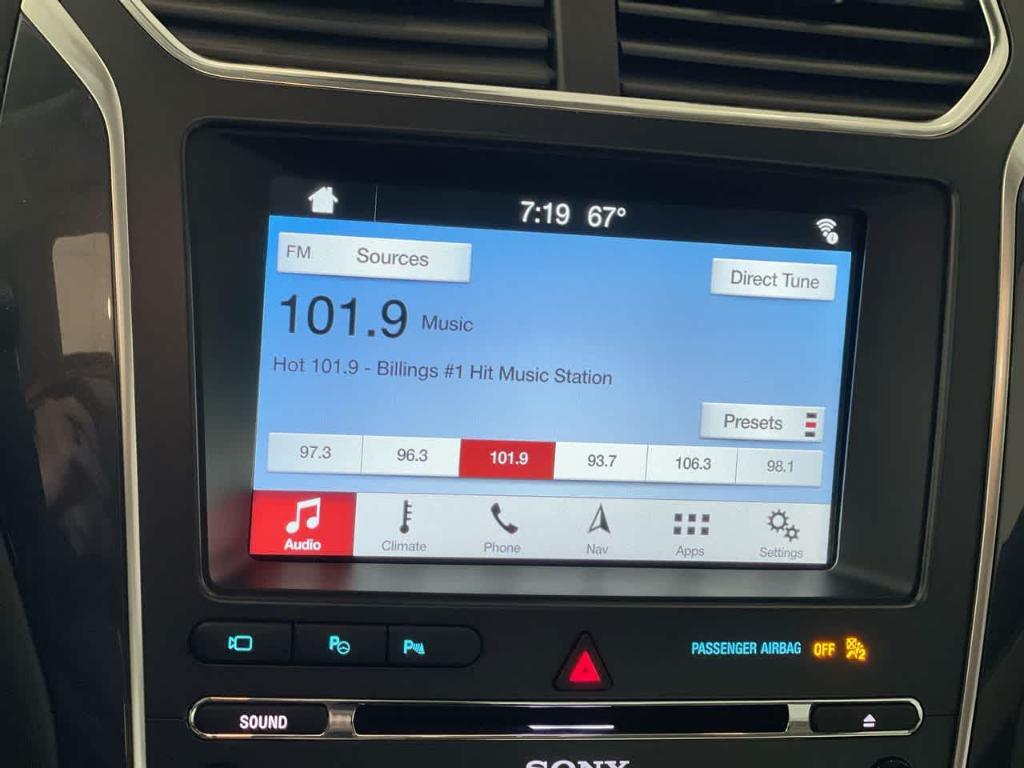 7:19 67°
FM Sources
Direct Tune
101.9 Music
Hot 101.9 - Billings #1 Hit Music Station
Presets
97.3 96.3 101.9 93.7 106.3 98.1
Audio Climate Phone Nav Apps Settings
PASSENGER AIRBAG OFF
SOUND
SONY